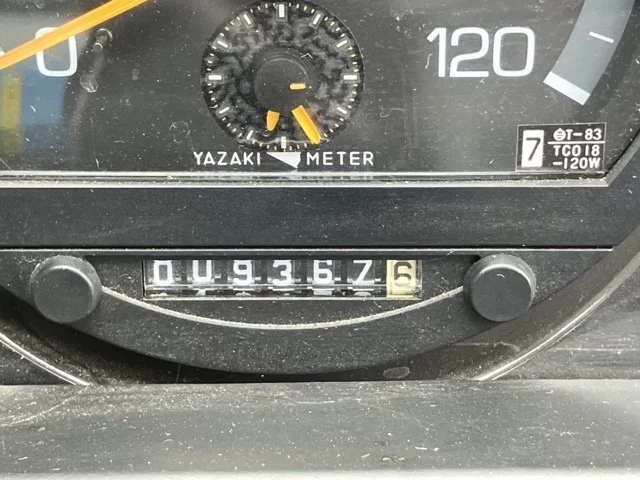 0
120
YAZAKI METER
7
T-83
TC018
-120W
0093676